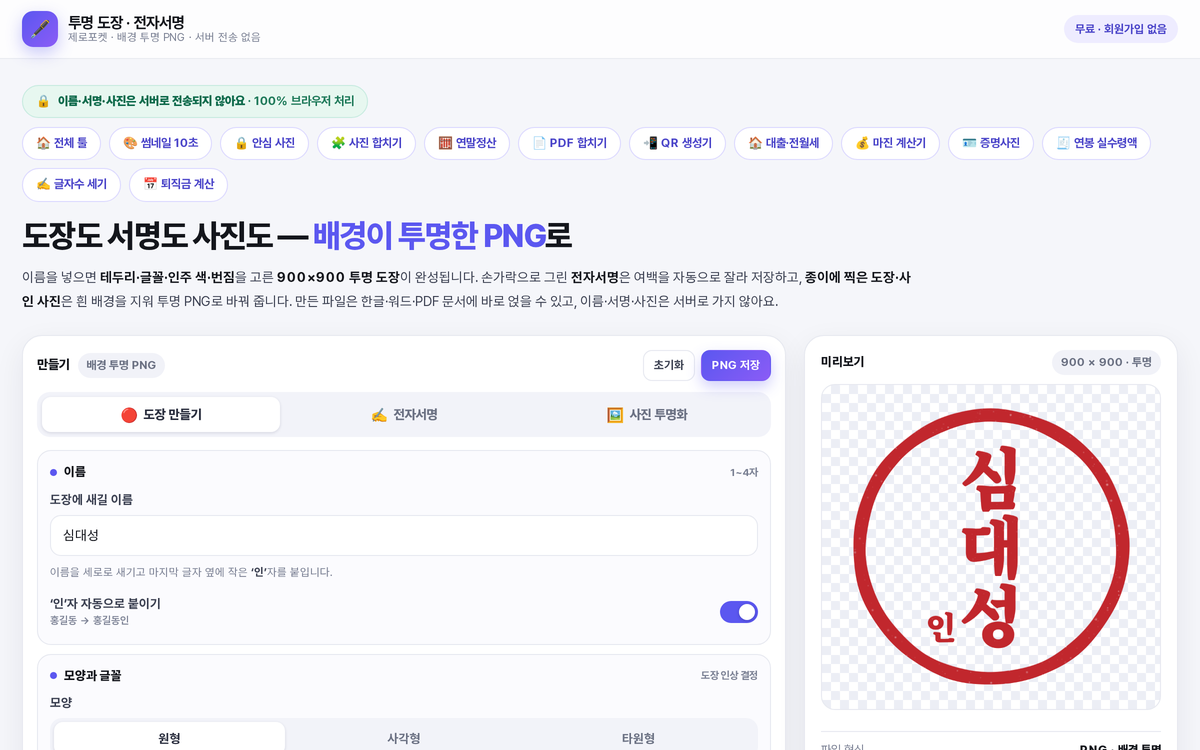 투명 도장 · 전자서명
제로포켓 · 배경 투명 PNG · 서버 전송 없음
무료 · 회원가입 없음
이름·서명·사진은 서버로 전송되지 않아요 · 100% 브라우저 처리
전체 툴
썸네일 10초
안심 사진
사진 합치기
연말정산
PDF 합치기
QR 생성기
대출·전월세
마진 계산기
증명사진
연봉 실수령액
글자수 세기
퇴직금 계산
도장도 서명도 사진도 — 배경이 투명한 PNG로
이름을 넣으면 테두리·글꼴·인주 색·번짐을 고른 900×900 투명 도장이 완성됩니다. 손가락으로 그린 전자서명은 여백을 자동으로 잘라 저장하고, 종이에 찍은 도장·사
인 사진은 흰 배경을 지워 투명 PNG로 바꿔 줍니다. 만든 파일은 한글·워드·PDF 문서에 바로 얹을 수 있고, 이름·서명·사진은 서버로 가지 않아요.
만들기
배경 투명 PNG
초기화
PNG 저장
도장 만들기
전자서명
사진 투명화
이름
1~4자
도장에 새길 이름
심대성
이름을 세로로 새기고 마지막 글자 옆에 작은 ‘인’자를 붙입니다.
‘인’자 자동으로 붙이기
홍길동 → 홍길동인
모양과 글꼴
도장 인상 결정
모양
원형
사각형
타원형
미리보기
900 × 900 · 투명
심
대
성
인
파일 형식
PNG · 배경 투명